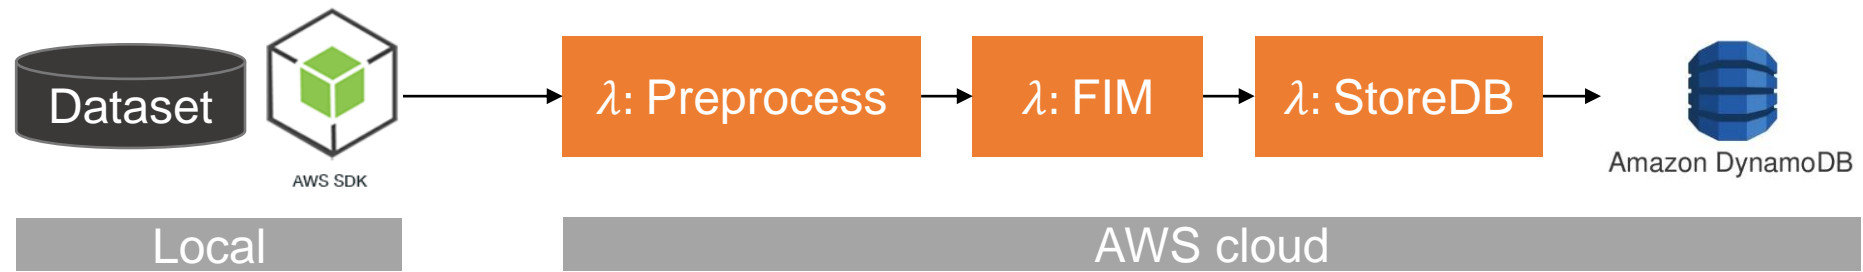 Dataset
AWS SDK
λ: Preprocess
λ: FIM
λ: StoreDB
Amazon DynamoDB
Local
AWS cloud